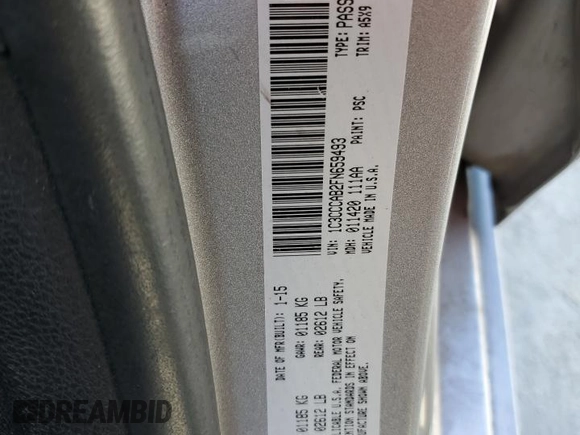 DATE OF MFR(BUILT): 1-15
01185 KG GAWR: 01185 KG
02612 LB REAR: 02612 LB
U.S.A. FEDERAL MOTOR VEHICLE SAFETY,
STANDARDS IN EFFECT ON
SHOWN ABOVE.
VIN: 1C3CCCAB2FN659493
MDH: 011420 111AA PAINT: PSC
VEHICLE MADE IN U.S.A.
TYPE: PASS
TRIM: A5X9
DREAMBID